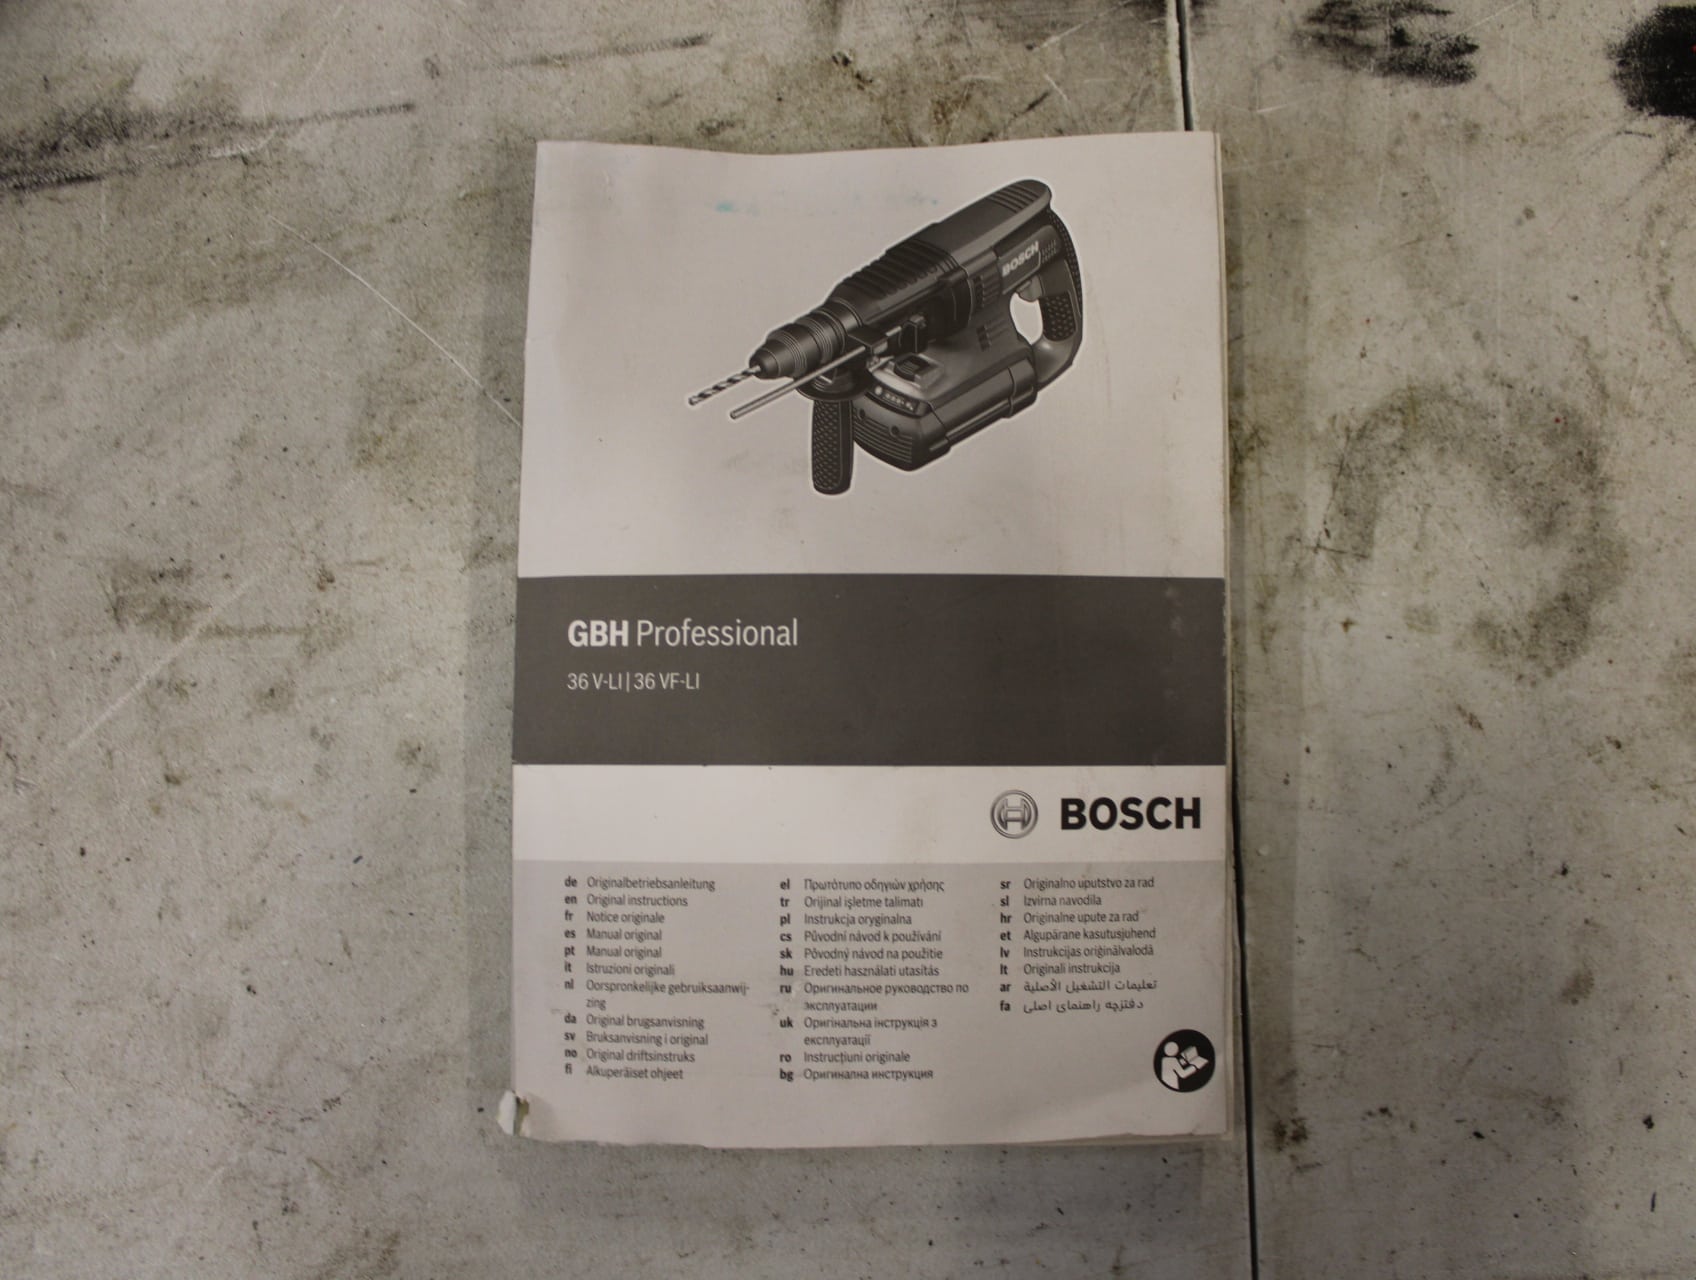 BOSCH
GBH Professional
36 V-LI | 36 VF-LI
BOSCH
de Originalbetriebsanleitung
en Original instructions
fr Notice originale
es Manual original
pt Manual original
it Istruzioni originali
nl Oorspronkelijke gebruiksaanwij-
zing
da Original brugsanvisning
sv Bruksanvisning i original
no Original driftsinstruks
fi Alkuperäiset ohjeet
el Πρωτότυπο οδηγιών χρήσης
tr Orijinal işletme talimatı
pl Instrukcja oryginalna
cs Původní návod k používání
sk Pôvodný návod na použitie
hu Eredeti használati utasítás
ru Оригинальное руководство по
эксплуатации
uk Оригінальна інструкція з
експлуатації
ro Instrucțiuni originale
bg Оригинална инструкция
sr Originalno uputstvo za rad
sl Izvirna navodila
hr Originalne upute za rad
et Algupärane kasutusjuhend
lv Instrukcijas oriģinālvalodā
lt Originali instrukcija
ar تعليمات التشغيل الأصلية
fa دفترچه راهنمای اصلی